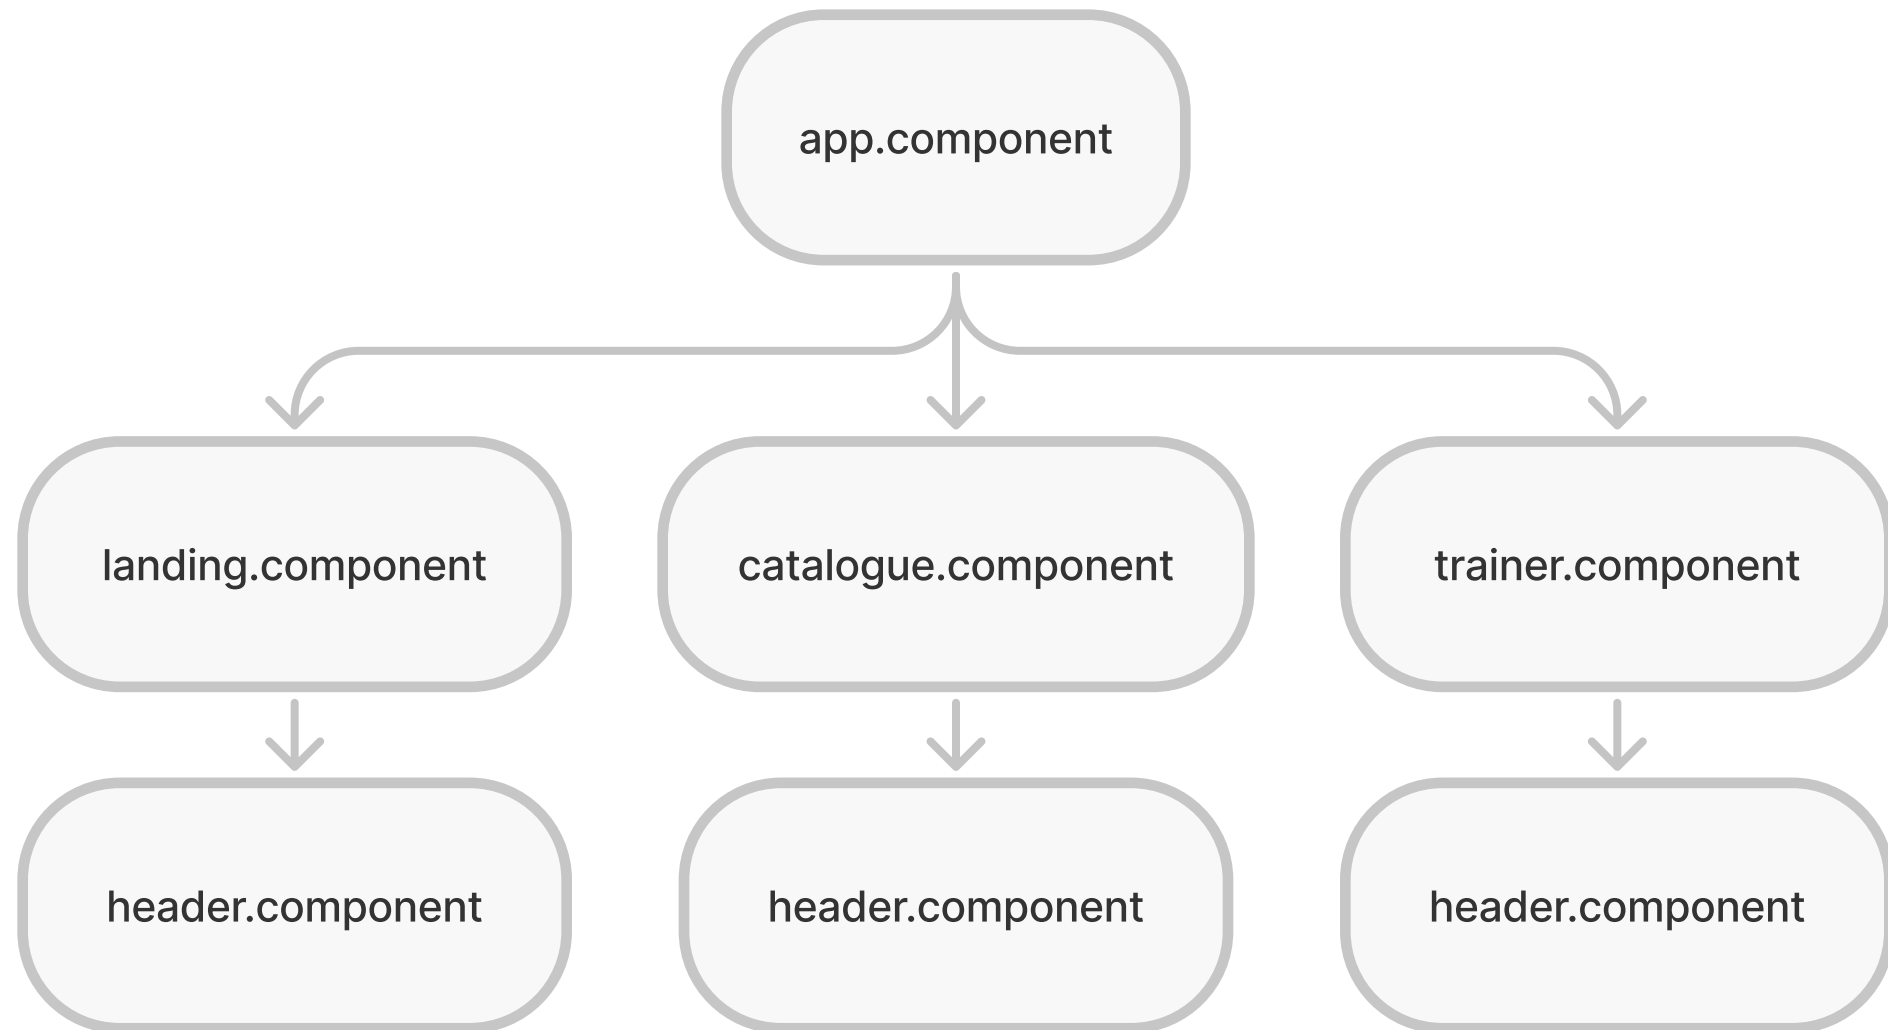 app.component
landing.component
catalogue.component
trainer.component
header.component
header.component
header.component